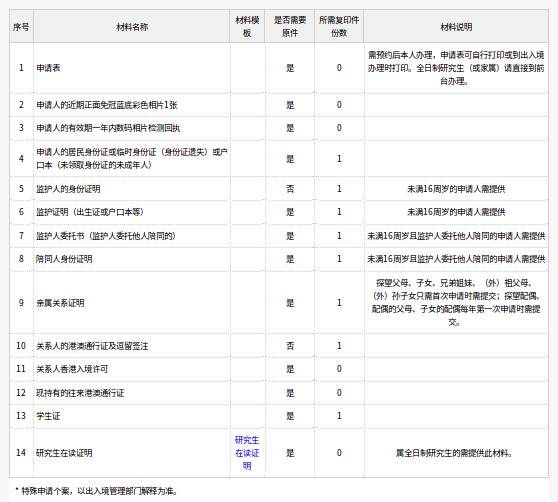 序号 材料名称 材料模板 是否需要原件 所需复印件份数 材料说明
1 申请表 是 0 需预约后本人办理，申请表可自行打印或到出入境办理时打印。全日制研究生（或家属）请直接到前台办理。
2 申请人的近期正面免冠蓝底彩色相片1张 是 0
3 申请人的有效期一年内数码相片检测回执 是 0
4 申请人的居民身份证或临时身份证（身份证遗失）或户口本（未领取身份证的未成年人） 是 1
5 监护人的身份证明 否 1 未满16周岁的申请人需提供
6 监护证明（出生证或户口本等） 是 1 未满16周岁的申请人需提供
7 监护人委托书（监护人委托他人陪同的） 是 1 未满16周岁且监护人委托他人陪同的申请人需提供
8 陪同人身份证明 是 1 未满16周岁且监护人委托他人陪同的申请人需提供
9 亲属关系证明 是 1 探望父母、子女、兄弟姐妹、（外）祖父母、（外）孙子女只需首次申请时需提交；探望配偶、配偶的父母、子女的配偶每年第一次申请时需提交。
10 关系人的港澳通行证及逗留签注 否 1
11 关系人香港入境许可 是 0
12 现持有的往来港澳通行证 是 0
13 学生证 是 1
14 研究生在读证明 研究生在读证明 是 0 属全日制研究生的需提供此材料。
* 特殊申请个案，以出入境管理部门解释为准。